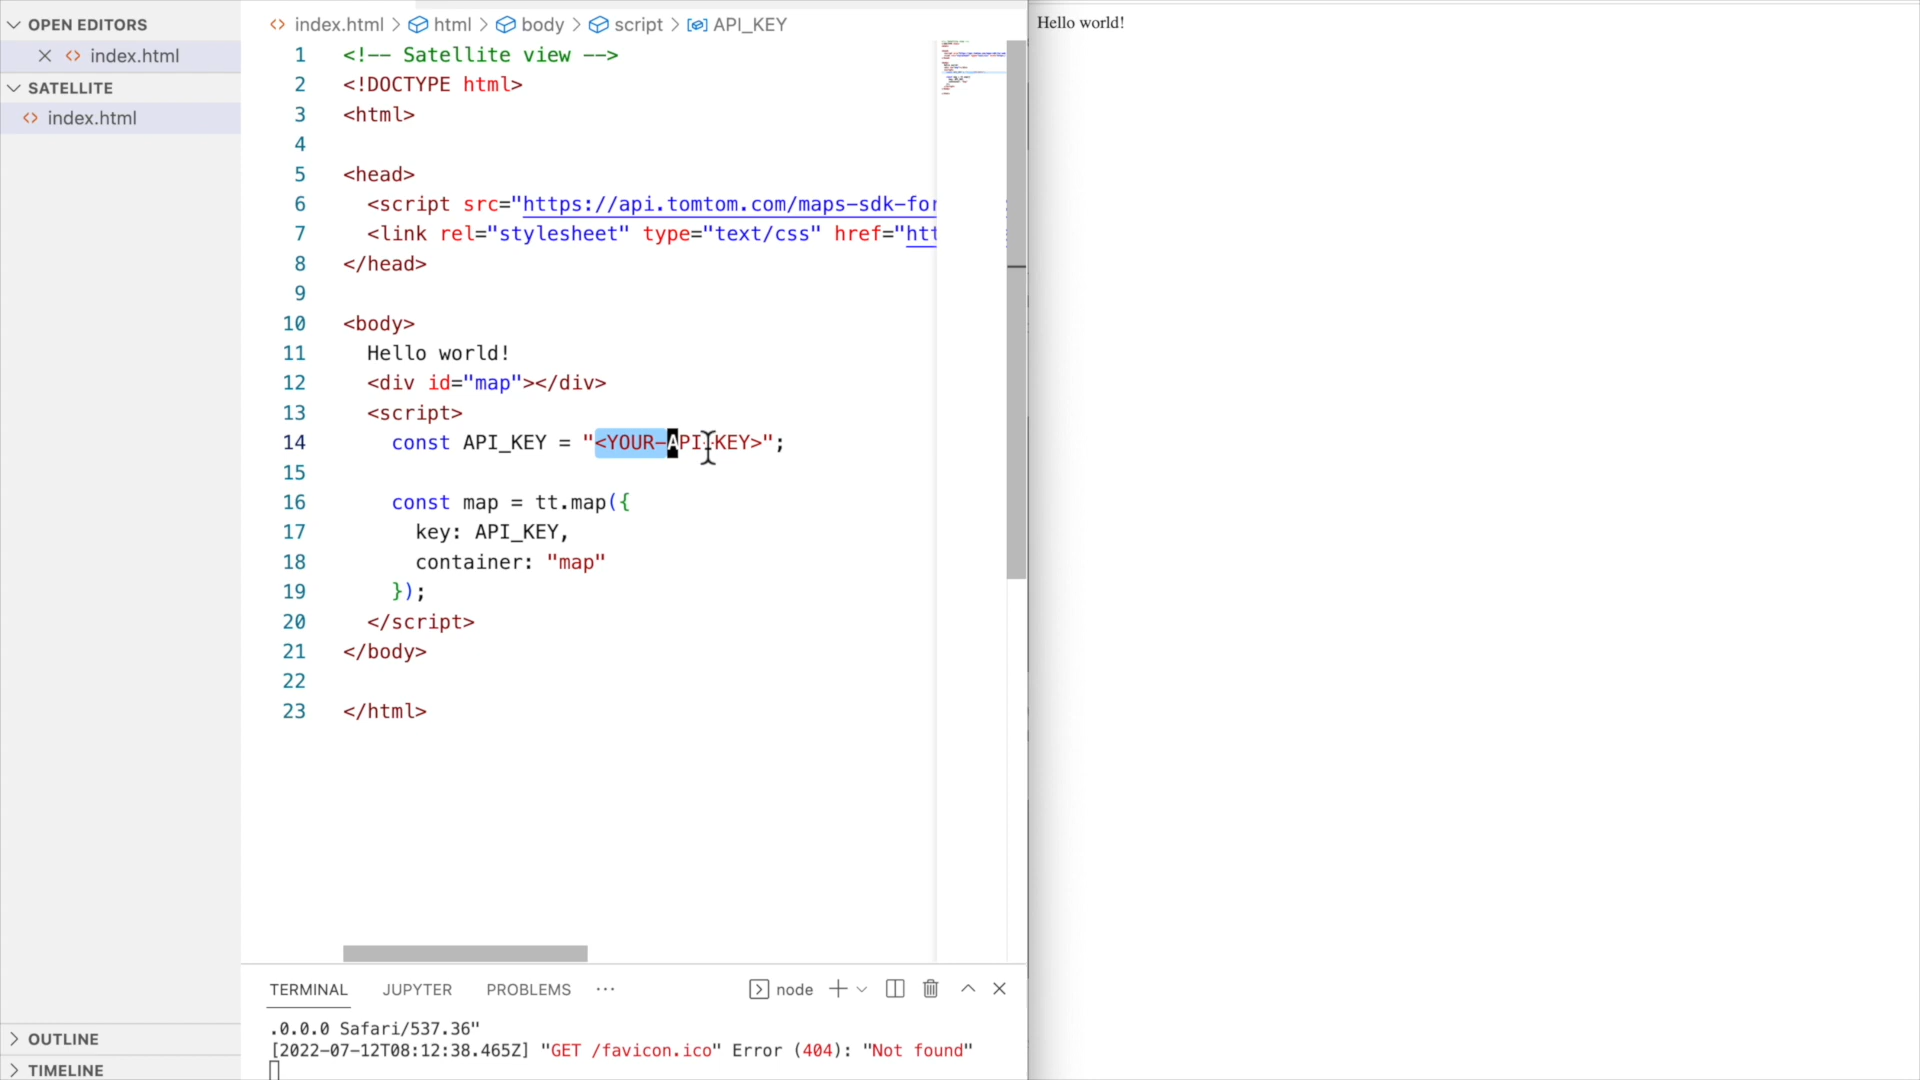 OPEN EDITORS
index.html
SATELLITE
index.html
OUTLINE
TIMELINE
index.html > html > body > script > API_KEY
1 <!-- Satellite view -->
2 <!DOCTYPE html>
3 <html>
4
5 <head>
6 <script src="https://api.tomtom.com/maps-sdk-for
7 <link rel="stylesheet" type="text/css" href="htt
8 </head>
9
10 <body>
11 Hello world!
12 <div id="map"></div>
13 <script>
14 const API_KEY = "<YOUR-API-KEY>";
15
16 const map = tt.map({
17 key: API_KEY,
18 container: "map"
19 });
20 </script>
21 </body>
22
23 </html>
TERMINAL JUPYTER PROBLEMS ··· node
.0.0.0 Safari/537.36"
[2022-07-12T08:12:38.465Z] "GET /favicon.ico" Error (404): "Not found"
Hello world!